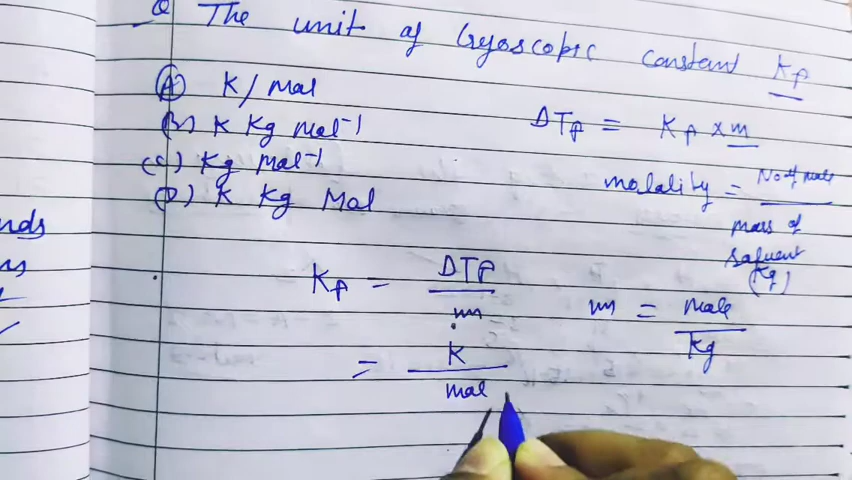 Q The unit of Cryoscopic constant Kf
(A) K/mol
(B) K Kg mol⁻¹
(C) Kg mol⁻¹
(D) K Kg Mol
ΔTf = Kf × m
molality = No of mole
mass of
(Kg)
Kf = ΔTf
m
m = mole
kg
= K
mol